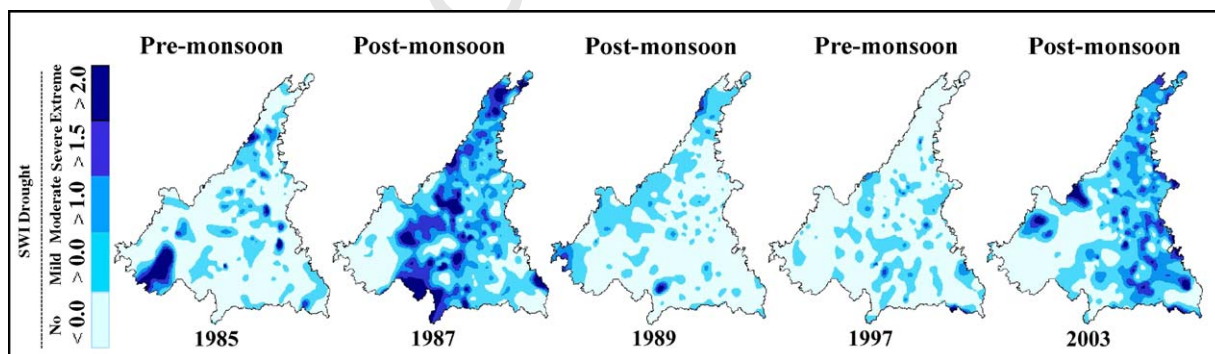 Pre-monsoon Post-monsoon Post-monsoon Pre-monsoon Post-monsoon
SWI Drought
No Mild Moderate Severe Extreme
< 0.0 > 0.0 > 1.0 > 1.5 > 2.0
1985 1987 1989 1997 2003